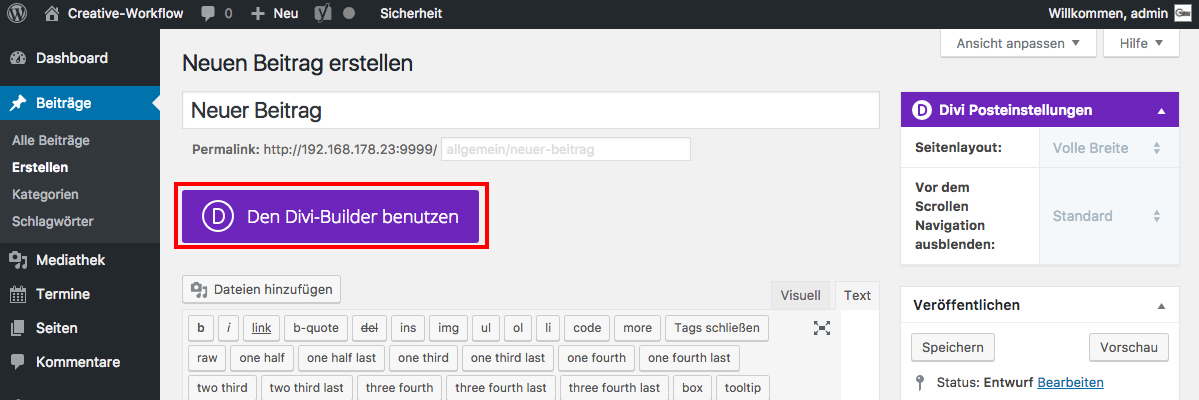 Creative-Workflow 0 + Neu Sicherheit Willkommen, admin
Dashboard
Beiträge
Alle Beiträge
Erstellen
Kategorien
Schlagwörter
Mediathek
Termine
Seiten
Kommentare
Ansicht anpassen Hilfe
Neuen Beitrag erstellen
Neuer Beitrag
Permalink: http://192.168.178.23:9999/ allgemein/neuer-beitrag
D Den Divi-Builder benutzen
Dateien hinzufügen
Visuell Text
b i link b-quote del ins img ul ol li code more Tags schließen
raw one half one half last one third one third last one fourth one fourth last
two third two third last three fourth three fourth last three fourth last box tooltip
D Divi Posteinstellungen
Seitenlayout: Volle Breite
Vor dem
Scrollen
Navigation
ausblenden:
Standard
Veröffentlichen
Speichern Vorschau
Status: Entwurf Bearbeiten